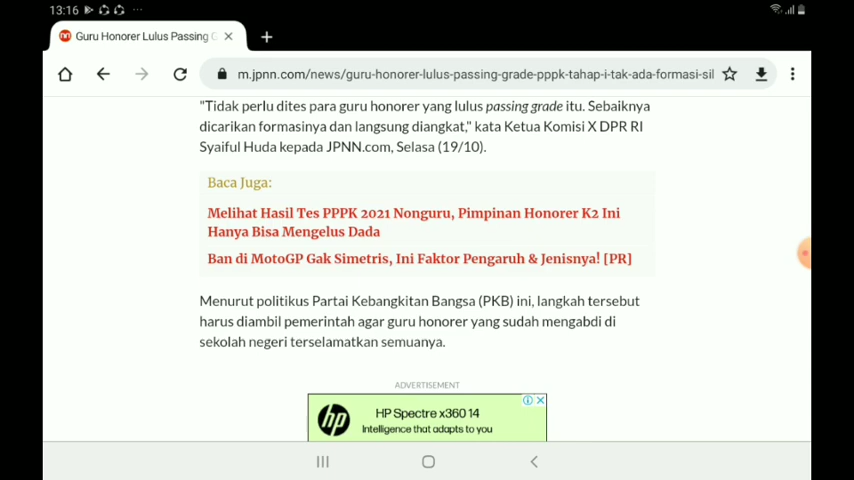 13:16
Guru Honorer Lulus Passing G
m.jpnn.com/news/guru-honorer-lulus-passing-grade-pppk-tahap-i-tak-ada-formasi-sil
"Tidak perlu dites para guru honorer yang lulus passing grade itu. Sebaiknya
dicarikan formasinya dan langsung diangkat," kata Ketua Komisi X DPR RI
Syaiful Huda kepada JPNN.com, Selasa (19/10).
Baca Juga:
Melihat Hasil Tes PPPK 2021 Nonguru, Pimpinan Honorer K2 Ini
Hanya Bisa Mengelus Dada
Ban di MotoGP Gak Simetris, Ini Faktor Pengaruh & Jenisnya! [PR]
Menurut politikus Partai Kebangkitan Bangsa (PKB) ini, langkah tersebut
harus diambil pemerintah agar guru honorer yang sudah mengabdi di
sekolah negeri terselamatkan semuanya.
ADVERTISEMENT
hp
HP Spectre x360 14
Intelligence that adapts to you